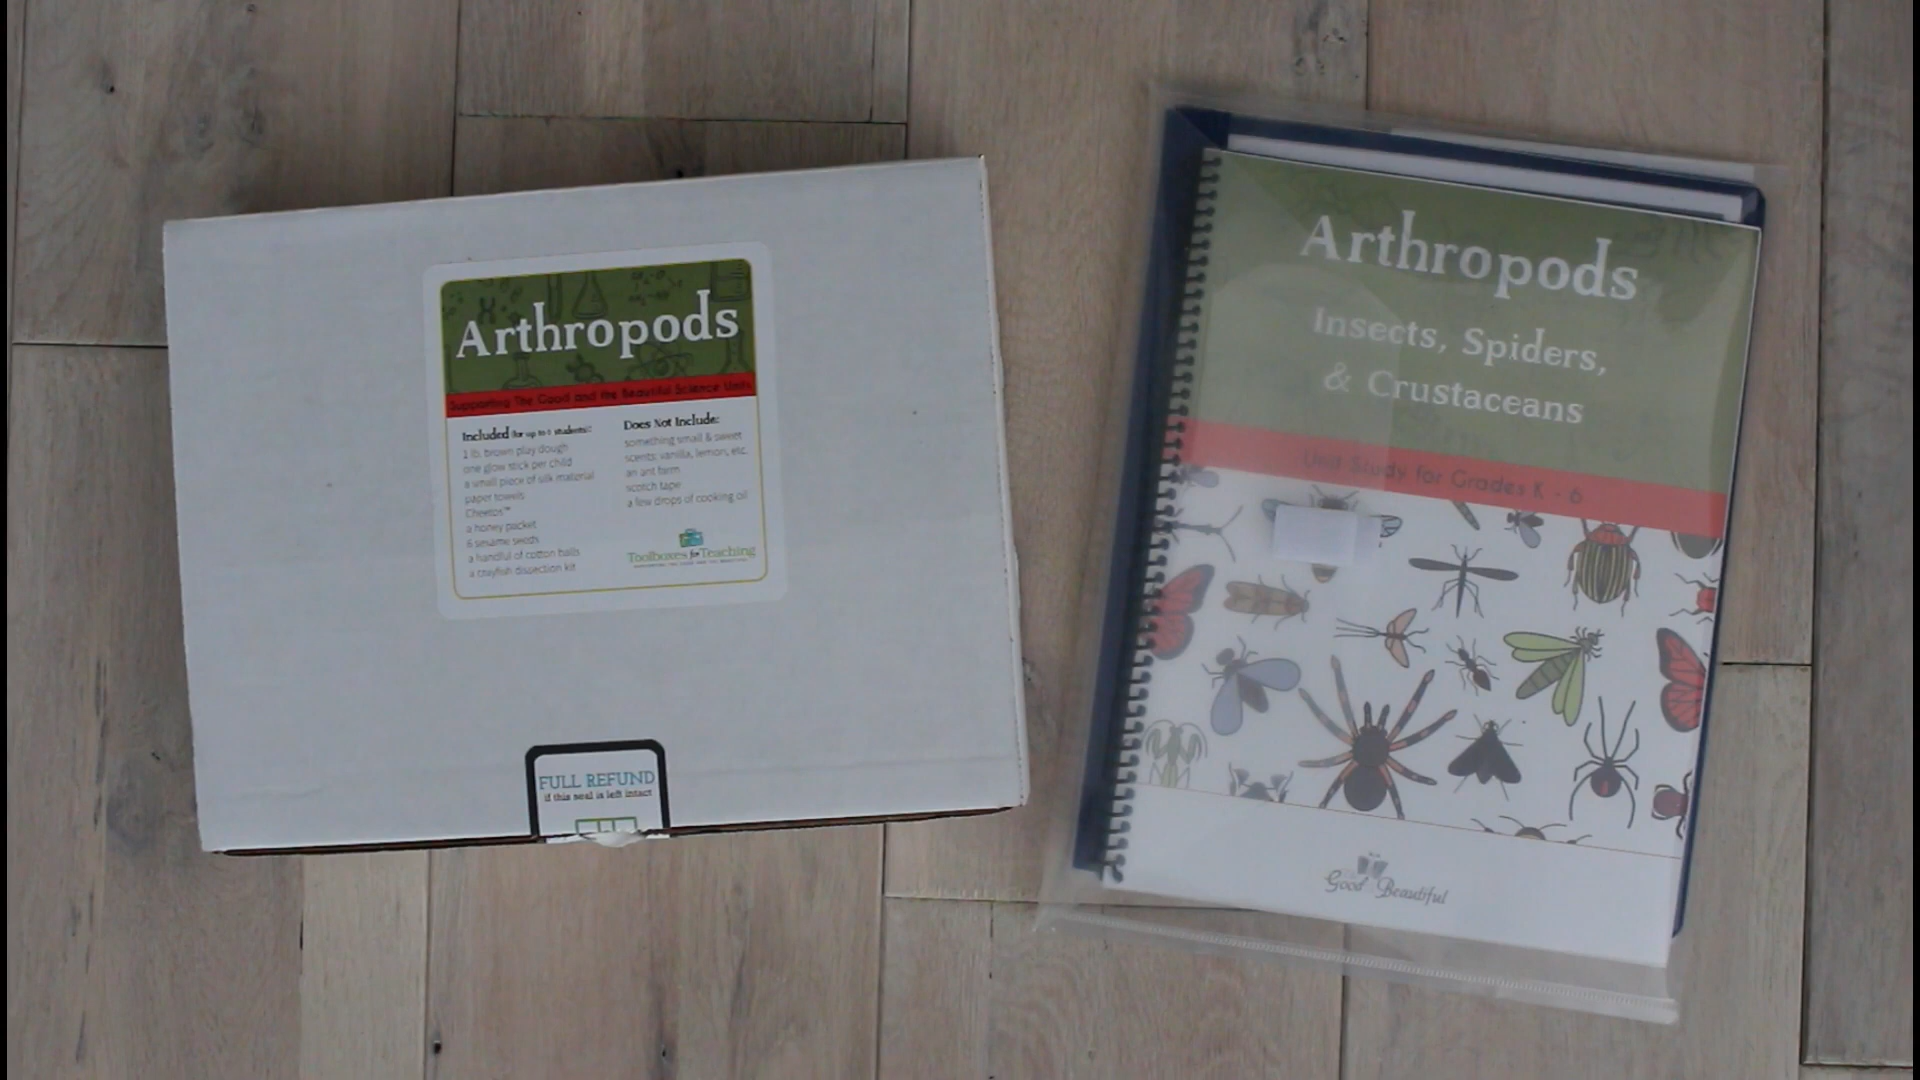 Arthropods
Supporting The Good and the Beautiful Science Units
Included (for up to 6 students):
1 lb. brown play dough
one glow stick per child
a small piece of silk material
paper towels
Cheetos™
a honey packet
6 sesame seeds
a handful of cotton balls
a crayfish dissection kit
Does Not Include:
something small & sweet
scents: vanilla, lemon, etc.
an ant farm
scotch tape
a few drops of cooking oil
Toolboxes for Teaching
FULL REFUND
if this seal is left intact
Arthropods
Insects, Spiders,
& Crustaceans
Unit Study for Grades K - 6
Good Beautiful